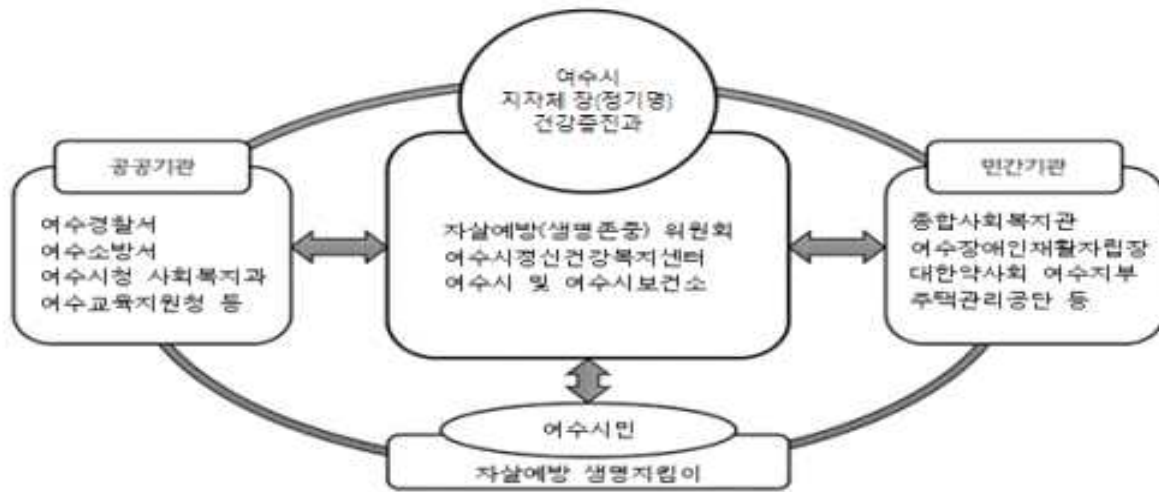 여수시
지자체 장(정기명)
건강증진과
공공기관
여수경찰서
여수소방서
여수시청 사회복지과
여수교육지원청 등
자살예방(생명존중) 위원회
여수시정신건강복지센터
여수시 및 여수시보건소
민간기관
종합사회복지관
여수장애인재활자립장
대한약사회 여수지부
주택관리공단 등
여수시민
자살예방 생명지킴이